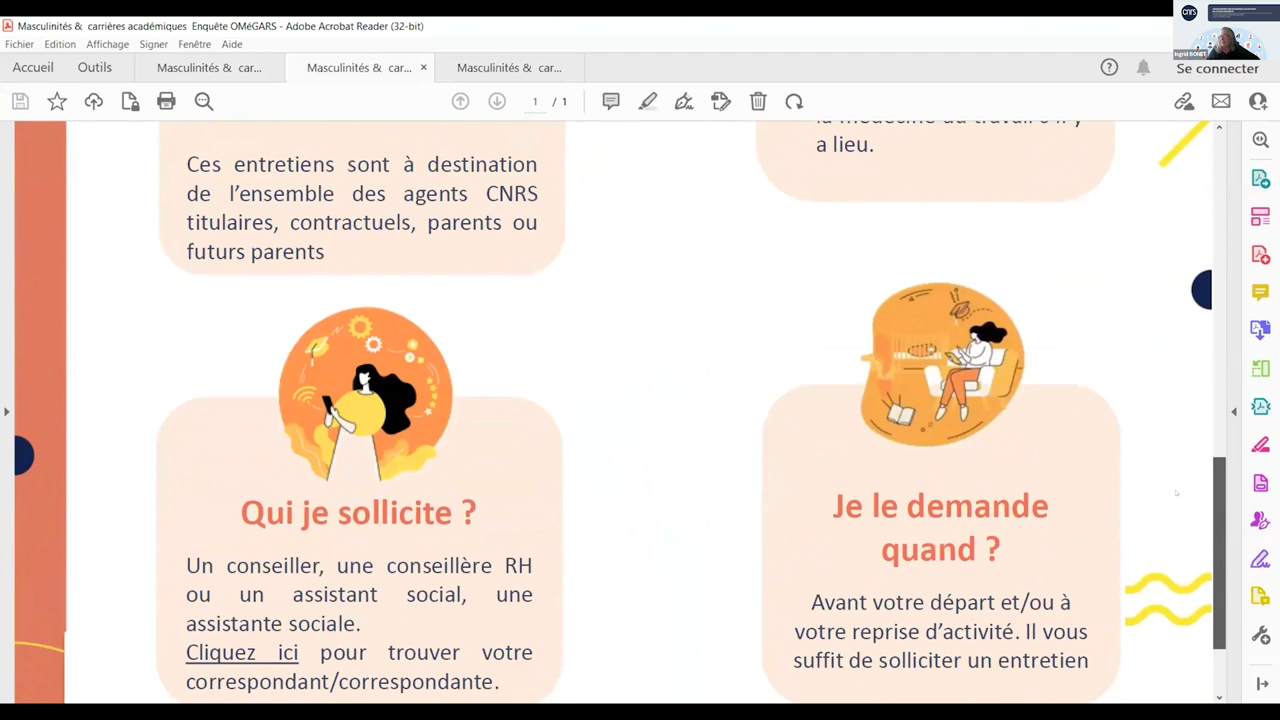 Masculinités & carrières académiques Enquête OMéGARS - Adobe Acrobat Reader (32-bit)
cnrs
Fichier Edition Affichage Signer Fenêtre Aide
Ingrid BONET
Accueil Outils Masculinités & car... Masculinités & car... × Masculinités & car... Se connecter
1 / 1
a lieu.
Ces entretiens sont à destination
de l’ensemble des agents CNRS
titulaires, contractuels, parents ou
futurs parents
Qui je sollicite ?
Un conseiller, une conseillère RH
ou un assistant social, une
assistante sociale.
Cliquez ici pour trouver votre
correspondant/correspondante.
Je le demande
quand ?
Avant votre départ et/ou à
votre reprise d’activité. Il vous
suffit de solliciter un entretien